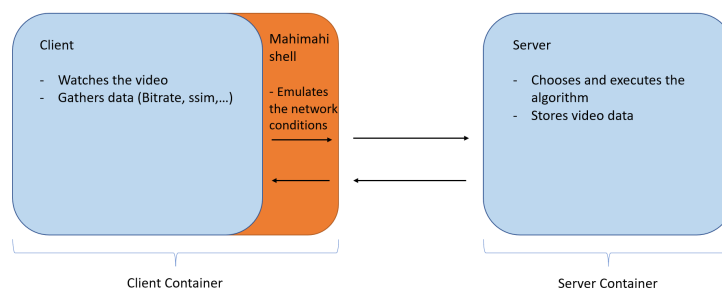 Client
- Watches the video
- Gathers data (Bitrate, ssim,…)
Mahimahi
shell
- Emulates
the network
conditions
Server
- Chooses and executes the
algorithm
- Stores video data
Client Container
Server Container